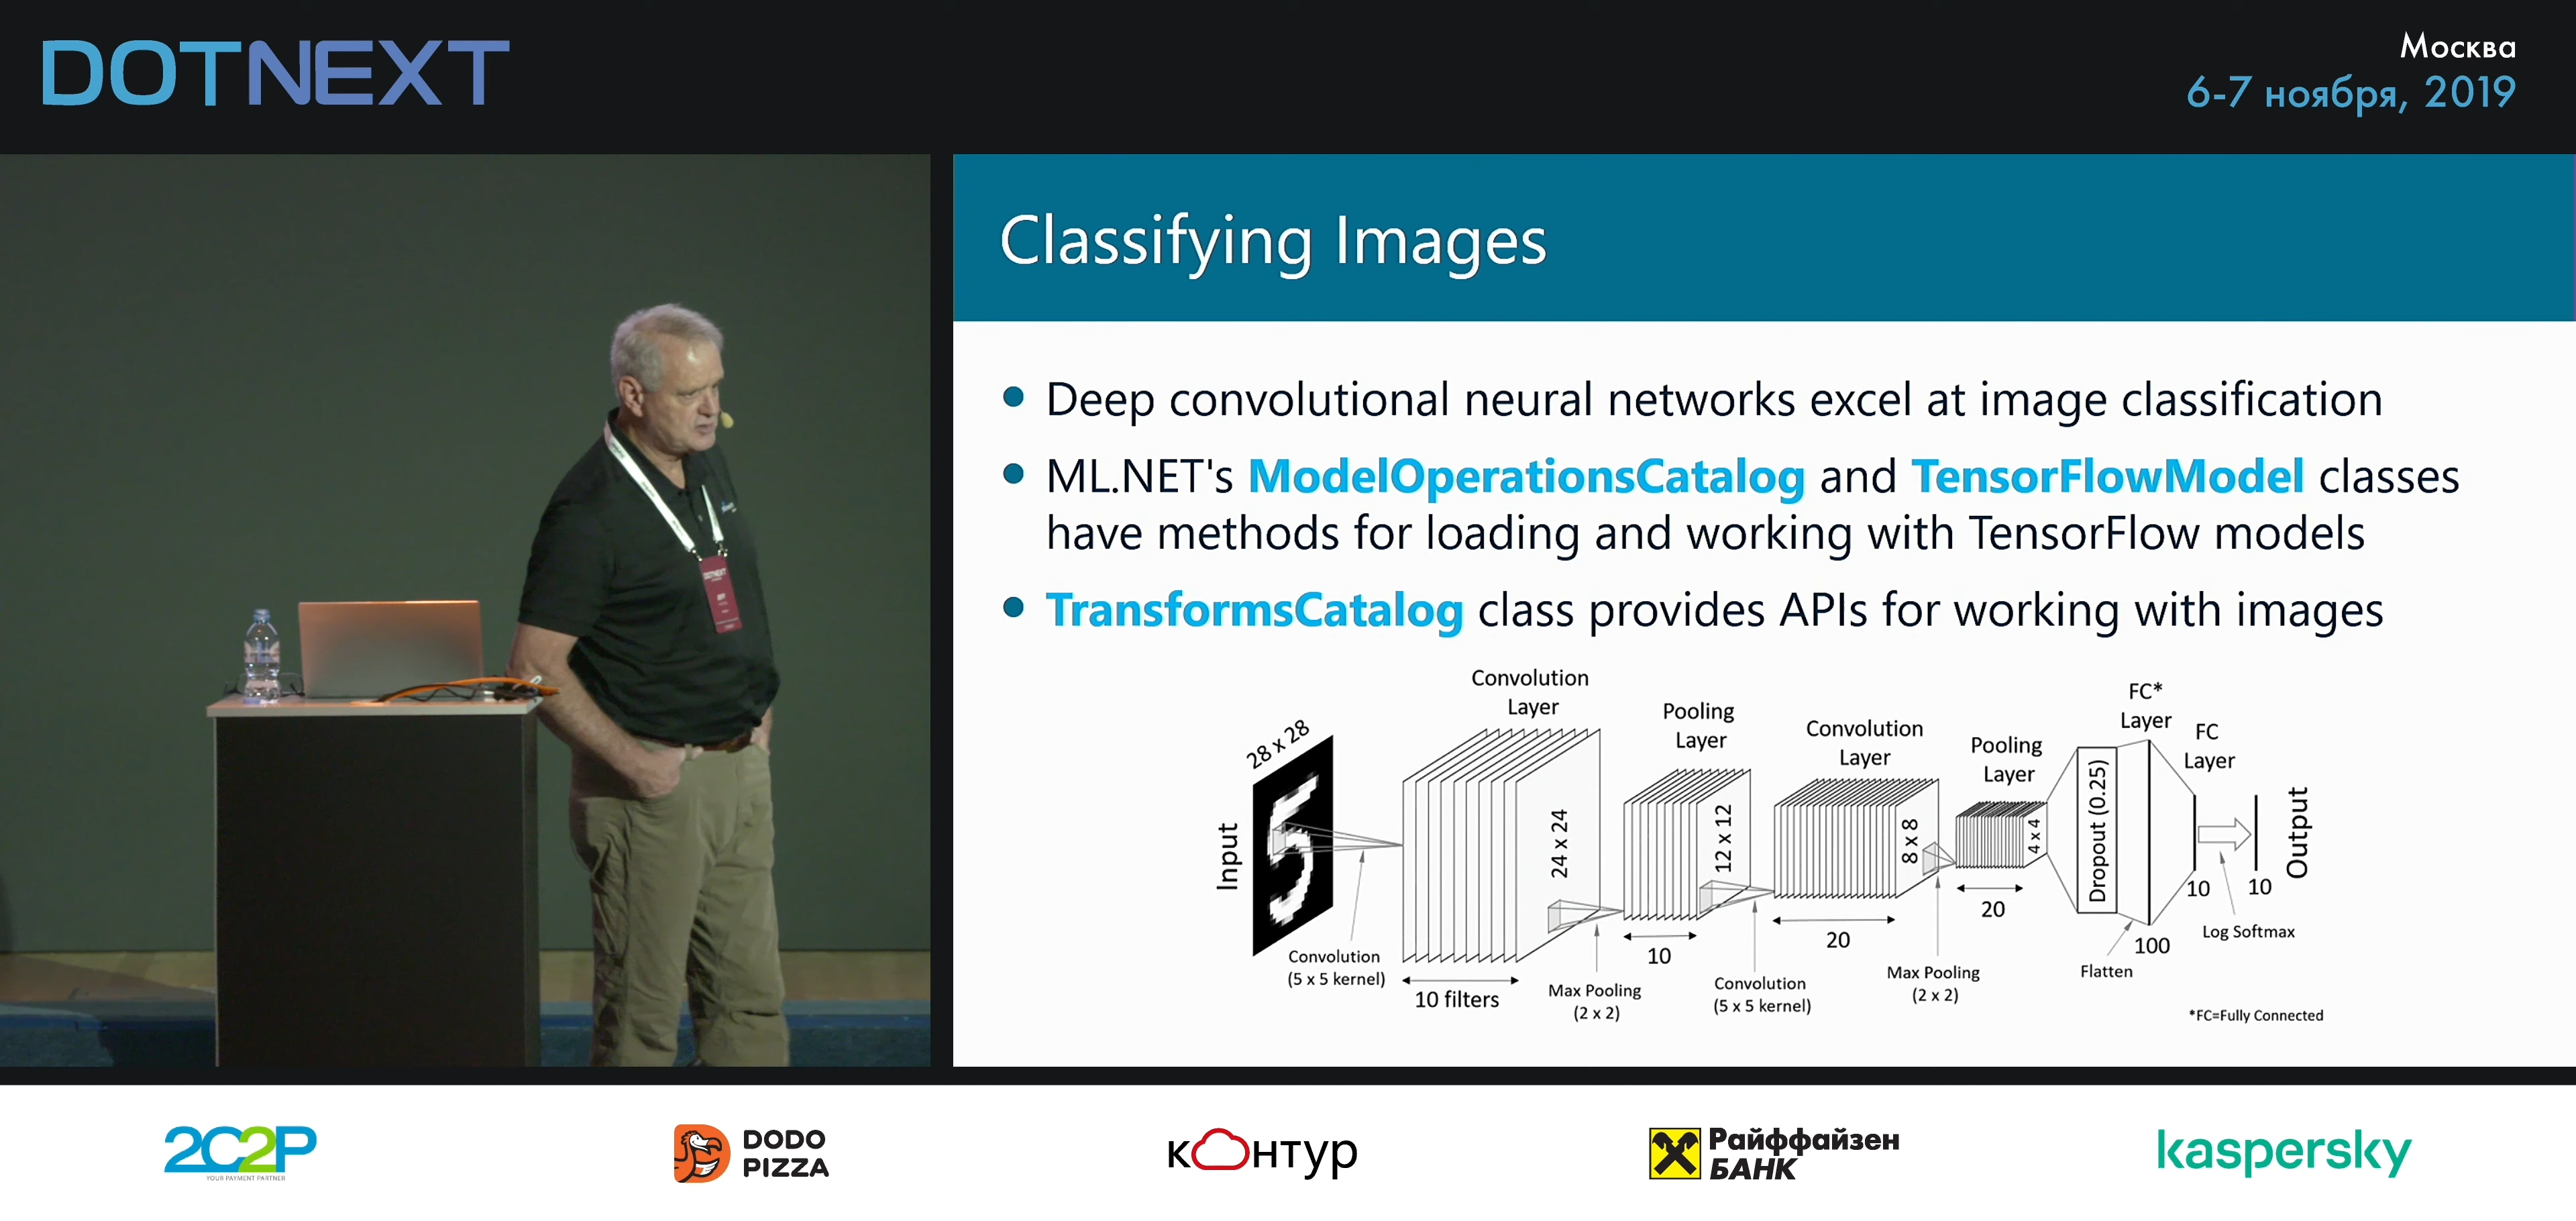 DOTNEXT
Москва
6-7 ноября, 2019
Classifying Images
Deep convolutional neural networks excel at image classification
ML.NET's ModelOperationsCatalog and TensorFlowModel classes
have methods for loading and working with TensorFlow models
TransformsCatalog class provides APIs for working with images
Input
28 x 28
Convolution
(5 x 5 kernel)
Convolution
Layer
24 x 24
10 filters
Max Pooling
(2 x 2)
Pooling
Layer
12 x 12
10
Convolution
(5 x 5 kernel)
Convolution
Layer
8 x 8
20
Max Pooling
(2 x 2)
Pooling
Layer
4 x 4
20
Dropout (0.25)
Flatten
FC*
Layer
100
FC
Layer
10
Log Softmax
10
Output
*FC=Fully Connected
5
DOTNEXT
2C2P
YOUR PAYMENT PARTNER
DODO
PIZZA
контур
Райффайзен
БАНК
kaspersky